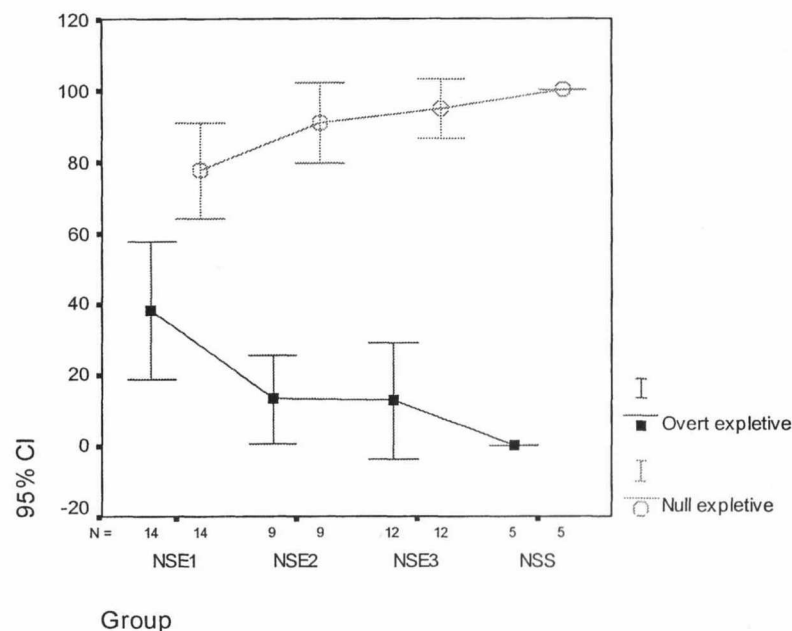 120
100
80
60
40
20
0
-20
95% CI
N = 14 14 9 9 12 12 5 5
NSE1 NSE2 NSE3 NSS
Group
Overt expletive
Null expletive